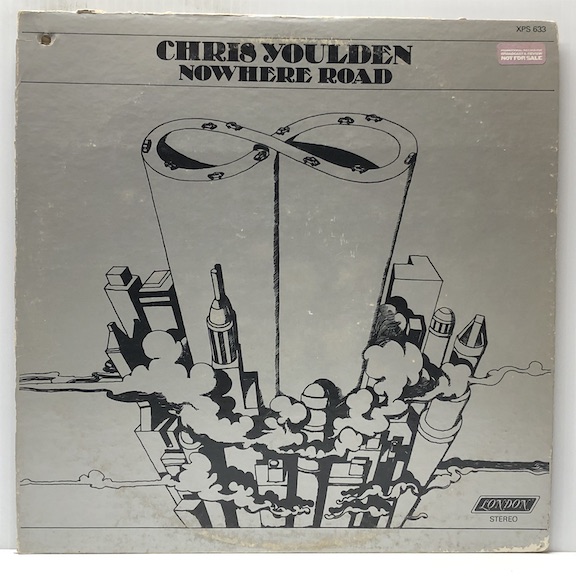 XPS 633
CHRIS YOULDEN
NOWHERE ROAD
NOT FOR SALE
LONDON
STEREO